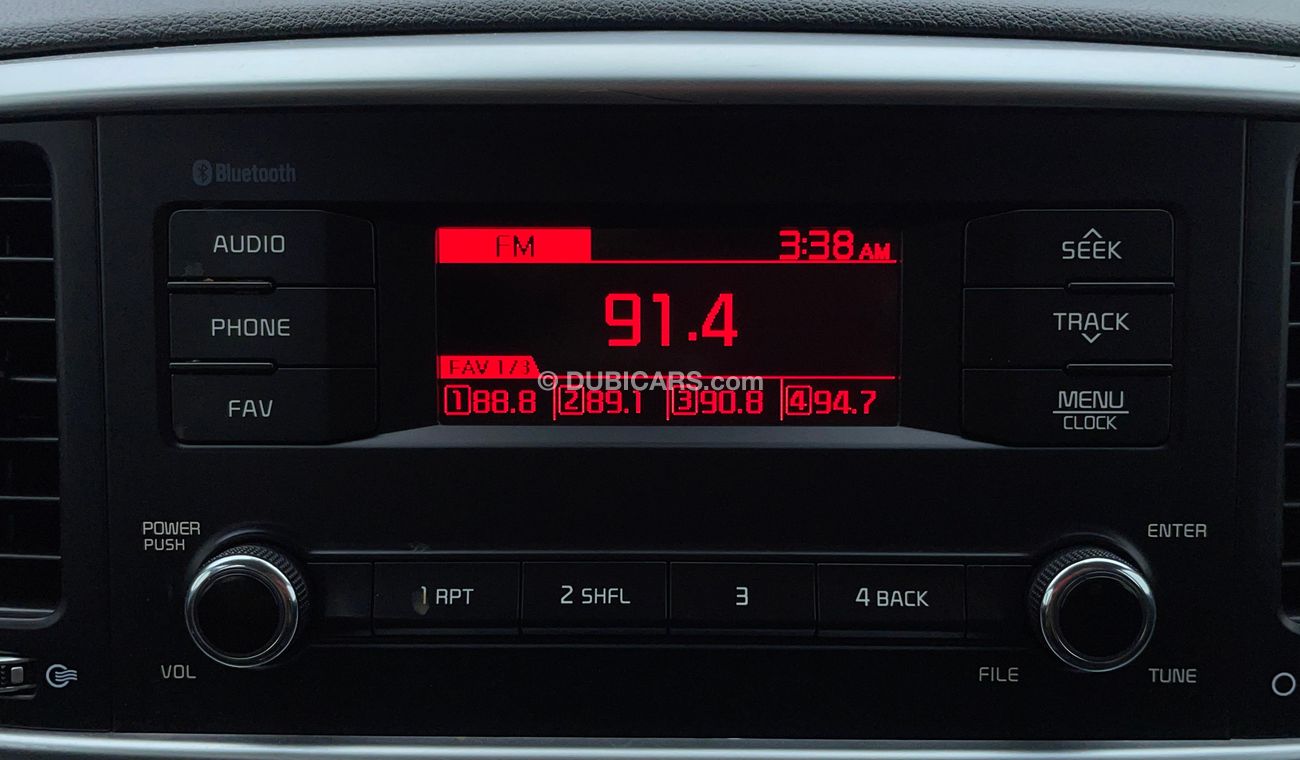 Bluetooth
AUDIO
PHONE
FAV
FM 3:38 AM
91.4
FAV 1/3
© DUBICARS.com
1 88.8 2 89.1 3 90.8 4 94.7
SEEK
TRACK
MENU
CLOCK
POWER
PUSH
VOL
1 RPT
2 SHFL
3
4 BACK
ENTER
FILE
TUNE